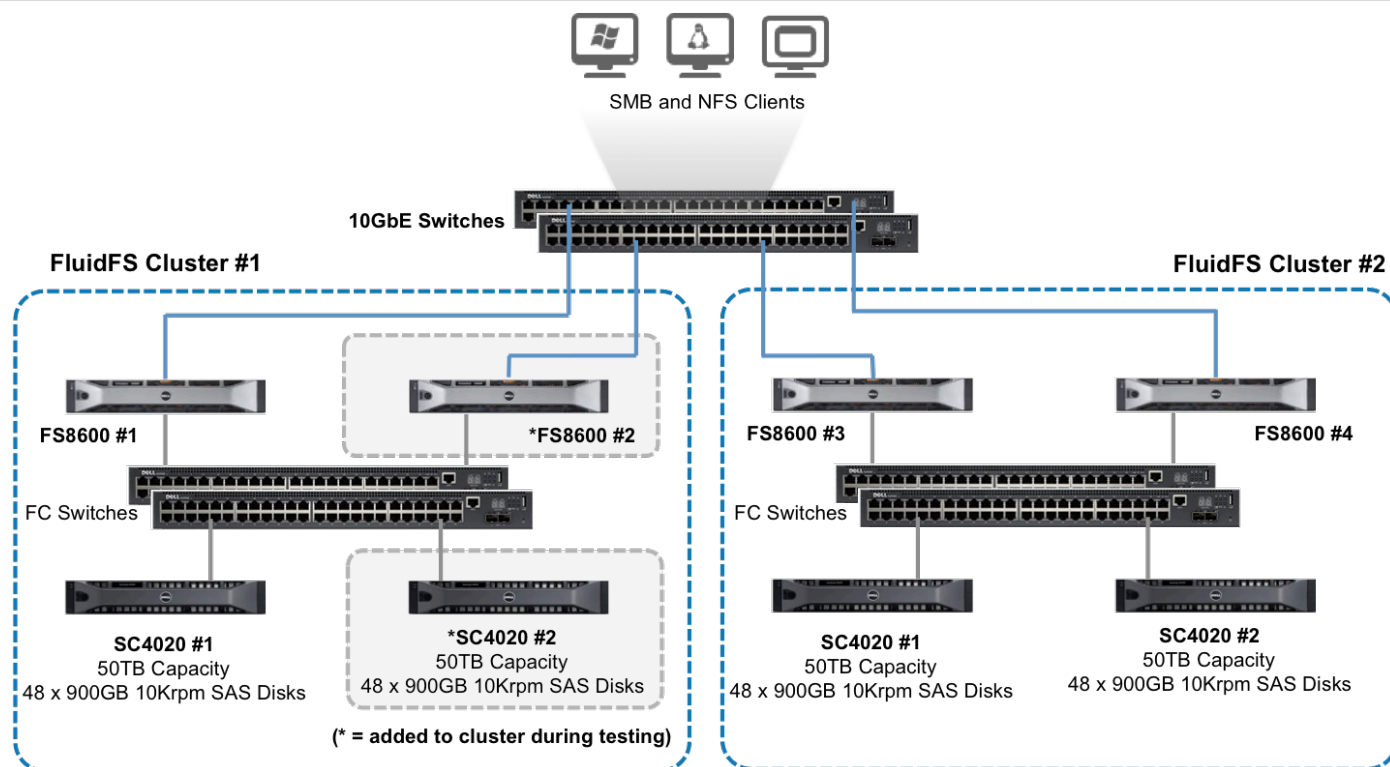 SMB and NFS Clients
10GbE Switches
FluidFS Cluster #1
FluidFS Cluster #2
FS8600 #1
*FS8600 #2
FS8600 #3
FS8600 #4
FC Switches
FC Switches
SC4020 #1
50TB Capacity
48 x 900GB 10Krpm SAS Disks
*SC4020 #2
50TB Capacity
48 x 900GB 10Krpm SAS Disks
(* = added to cluster during testing)
SC4020 #1
50TB Capacity
48 x 900GB 10Krpm SAS Disks
SC4020 #2
50TB Capacity
48 x 900GB 10Krpm SAS Disks